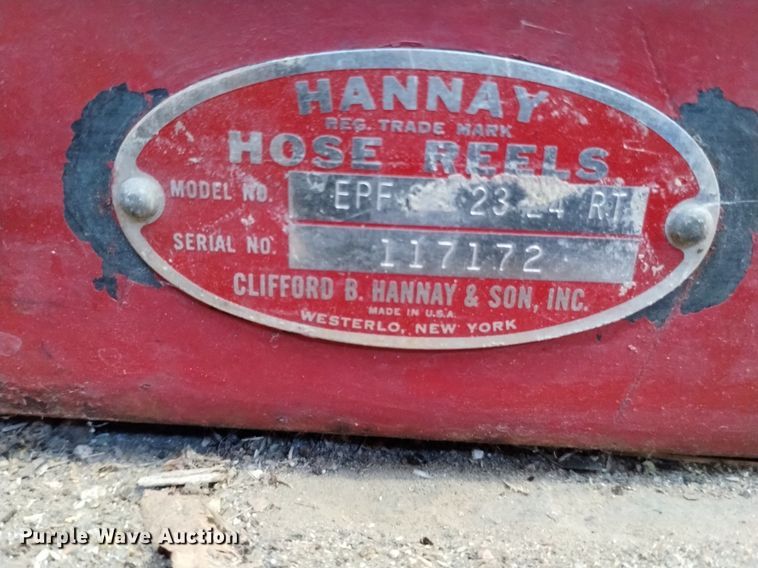 HANNAY
REG. TRADE MARK
HOSE REELS
MODEL NO. EPF 23-24 RT
SERIAL NO. 117172
CLIFFORD B. HANNAY & SON, INC.
MADE IN U.S.A.
WESTERLO, NEW YORK
Purple Wave Auction